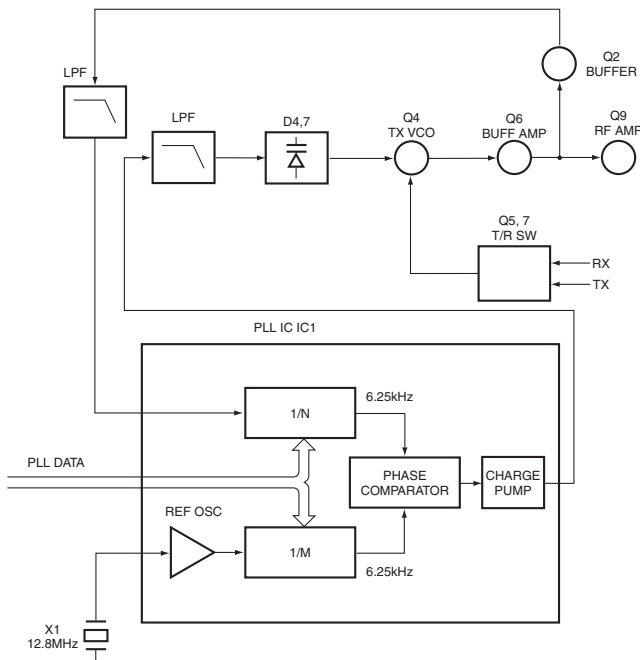 Q2
BUFFER
LPF
LPF
D4,7
Q4
TX VCO
Q6
BUFF AMP
Q9
RF AMP
Q5, 7
T/R SW
RX
TX
PLL IC IC1
6.25kHz
1/N
PLL DATA
PHASE
COMPARATOR
CHARGE
PUMP
REF OSC
1/M
6.25kHz
X1
12.8MHz